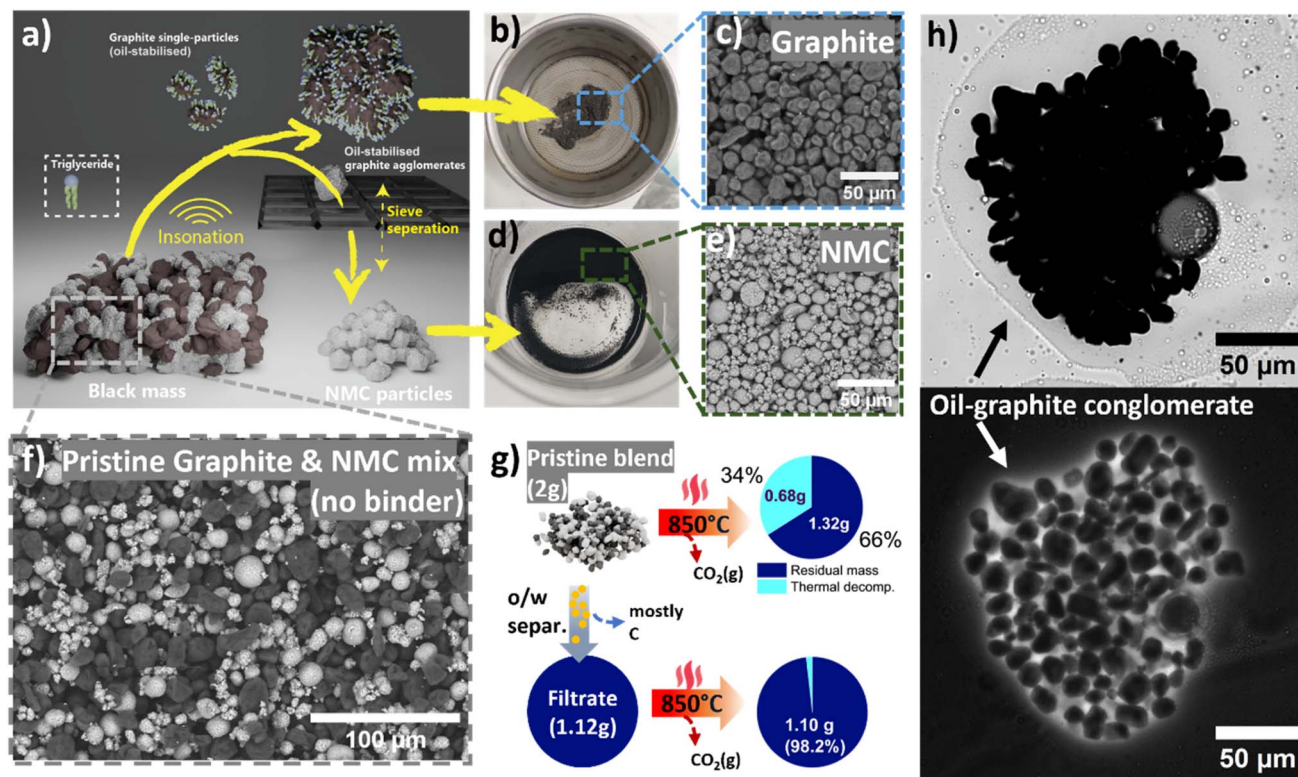 a)
Graphite single-particles
(oil-stabilised)
Oil-stabilised
graphite agglomerates
Triglyceride
Insonation
Sieve
seperation
Black mass
NMC particles
b)
c) Graphite
50 µm
d)
e) NMC
50 µm
f) Pristine Graphite & NMC mix
(no binder)
100 µm
g) Pristine blend
(2g)
850°C
CO2(g)
34%
0.68g
1.32g
66%
Residual mass
Thermal decomp.
o/w
separ.
mostly
C
Filtrate
(1.12g)
850°C
CO2(g)
1.10 g
(98.2%)
h)
50 µm
Oil-graphite conglomerate
50 µm